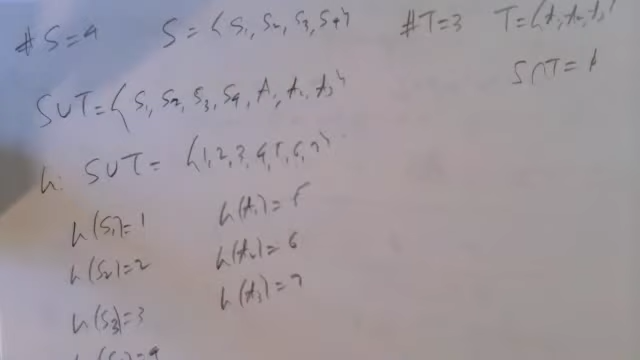 # S = 4 S = {S₁, S₂, S₃, S₄} # T = 3 T = {t₁, t₂, t₃}
S ∩ T =
S ∪ T = {S₁, S₂, S₃, S₄, t₁, t₂, t₃}
h: S ∪ T = {1, 2, 3, 4, 5, 6, 7}
h(S₁) = 1 h(t₁) = 5
h(S₂) = 2 h(t₂) = 6
h(S₃) = 3 h(t₃) = 7